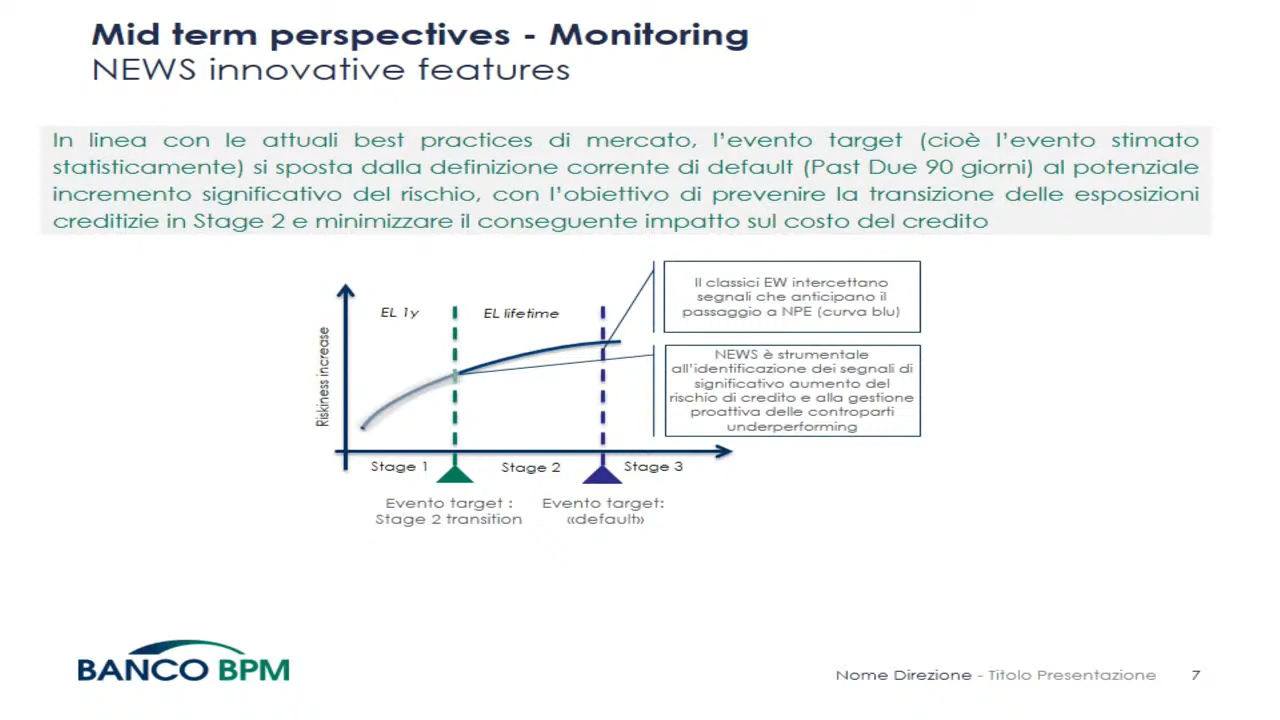 Mid term perspectives - Monitoring
NEWS innovative features
In linea con le attuali best practices di mercato, l'evento target (cioè l'evento stimato
statisticamente) si sposta dalla definizione corrente di default (Past Due 90 giorni) al potenziale
incremento significativo del rischio, con l'obiettivo di prevenire la transizione delle esposizioni
creditizie in Stage 2 e minimizzare il conseguente impatto sul costo del credito
Riskiness increase
EL 1y
EL lifetime
Il classici EW intercettano
segnali che anticipano il
passaggio a NPE (curva blu)
NEWS è strumentale
all'identificazione dei segnali di
significativo aumento del
rischio di credito e alla gestione
proattiva delle controparti
underperforming
Stage 1
Stage 2
Stage 3
Evento target :
Stage 2 transition
Evento target:
«default»
BANCO BPM
Nome Direzione - Titolo Presentazione 7